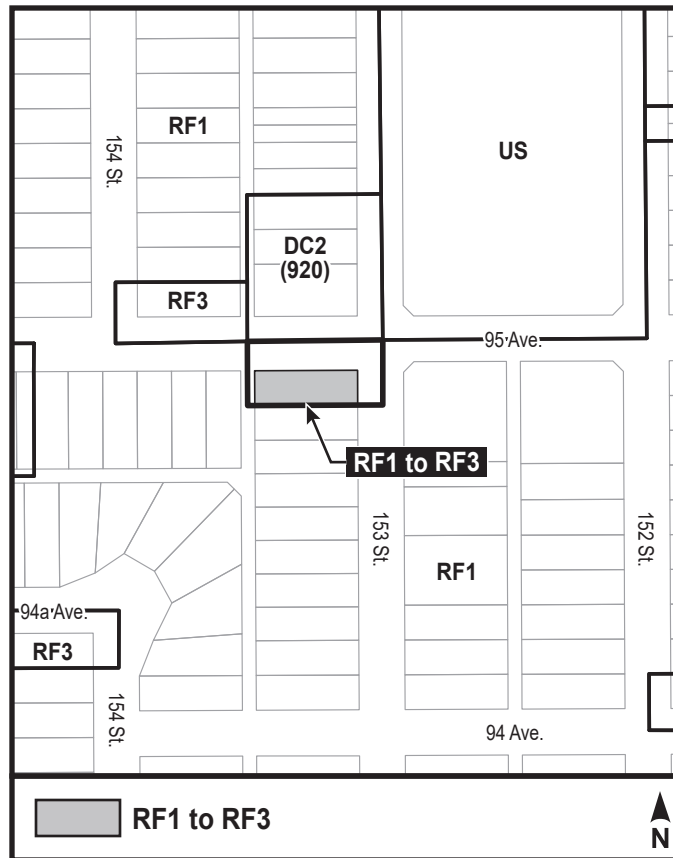 RF1
154 St.
US
DC2
(920)
RF3
95 Ave.
RF1 to RF3
153 St.
152 St.
RF1
94a Ave.
RF3
154 St.
94 Ave.
RF1 to RF3
N